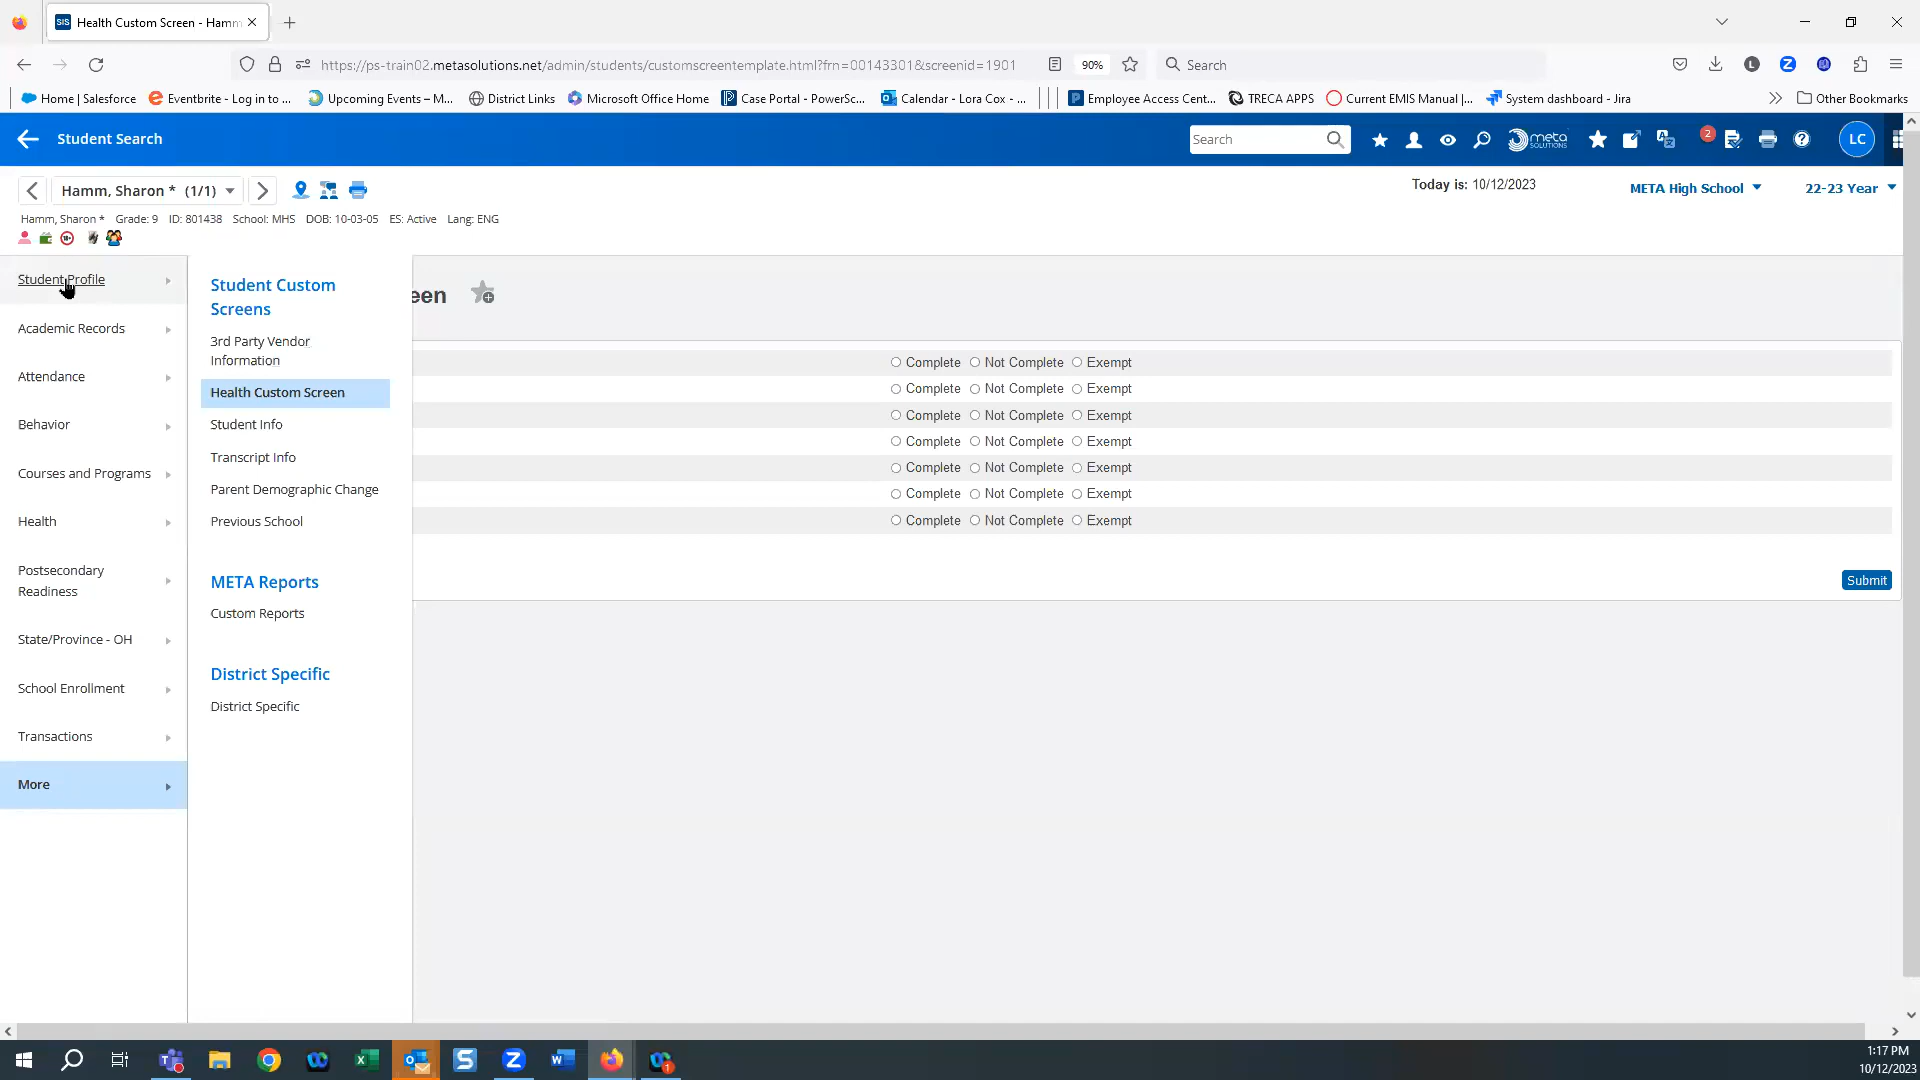 SIS Health Custom Screen - Hamm
https://ps-train02.metasolutions.net/admin/students/customscreentemplate.html?frn=00143301&screenid=1901
90%
Search
Home | Salesforce
Eventbrite - Log in to ...
Upcoming Events – M...
District Links
Microsoft Office Home
Case Portal - PowerSc...
Calendar - Lora Cox - ...
Employee Access Cent...
TRECA APPS
Current EMIS Manual |...
System dashboard - Jira
Other Bookmarks
Student Search
Search
meta
SOLUTIONS
2
LC
Hamm, Sharon * (1/1)
Today is: 10/12/2023
META High School
22-23 Year
Hamm, Sharon * Grade: 9 ID: 801438 School: MHS DOB: 10-03-05 ES: Active Lang: ENG
Student Profile
Academic Records
Attendance
Behavior
Courses and Programs
Health
Postsecondary
Readiness
State/Province - OH
School Enrollment
Transactions
More
Student Custom
Screens
3rd Party Vendor
Information
Health Custom Screen
Student Info
Transcript Info
Parent Demographic Change
Previous School
META Reports
Custom Reports
District Specific
District Specific
een
Complete Not Complete Exempt
Complete Not Complete Exempt
Complete Not Complete Exempt
Complete Not Complete Exempt
Complete Not Complete Exempt
Complete Not Complete Exempt
Complete Not Complete Exempt
Submit
1:17 PM
10/12/2023